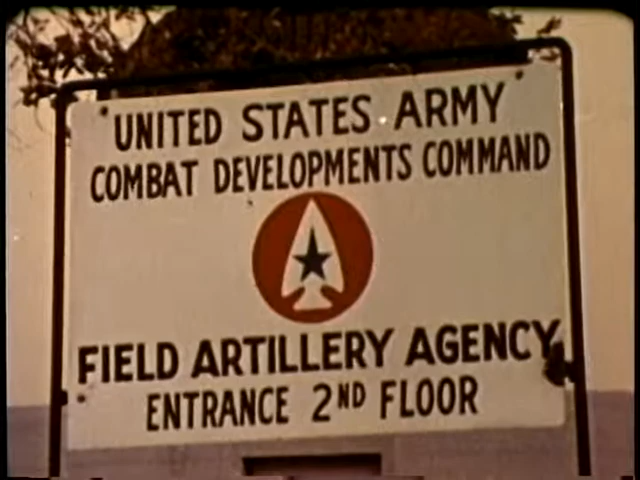 UNITED STATES ARMY
COMBAT DEVELOPMENTS COMMAND
FIELD ARTILLERY AGENCY
ENTRANCE 2ND FLOOR